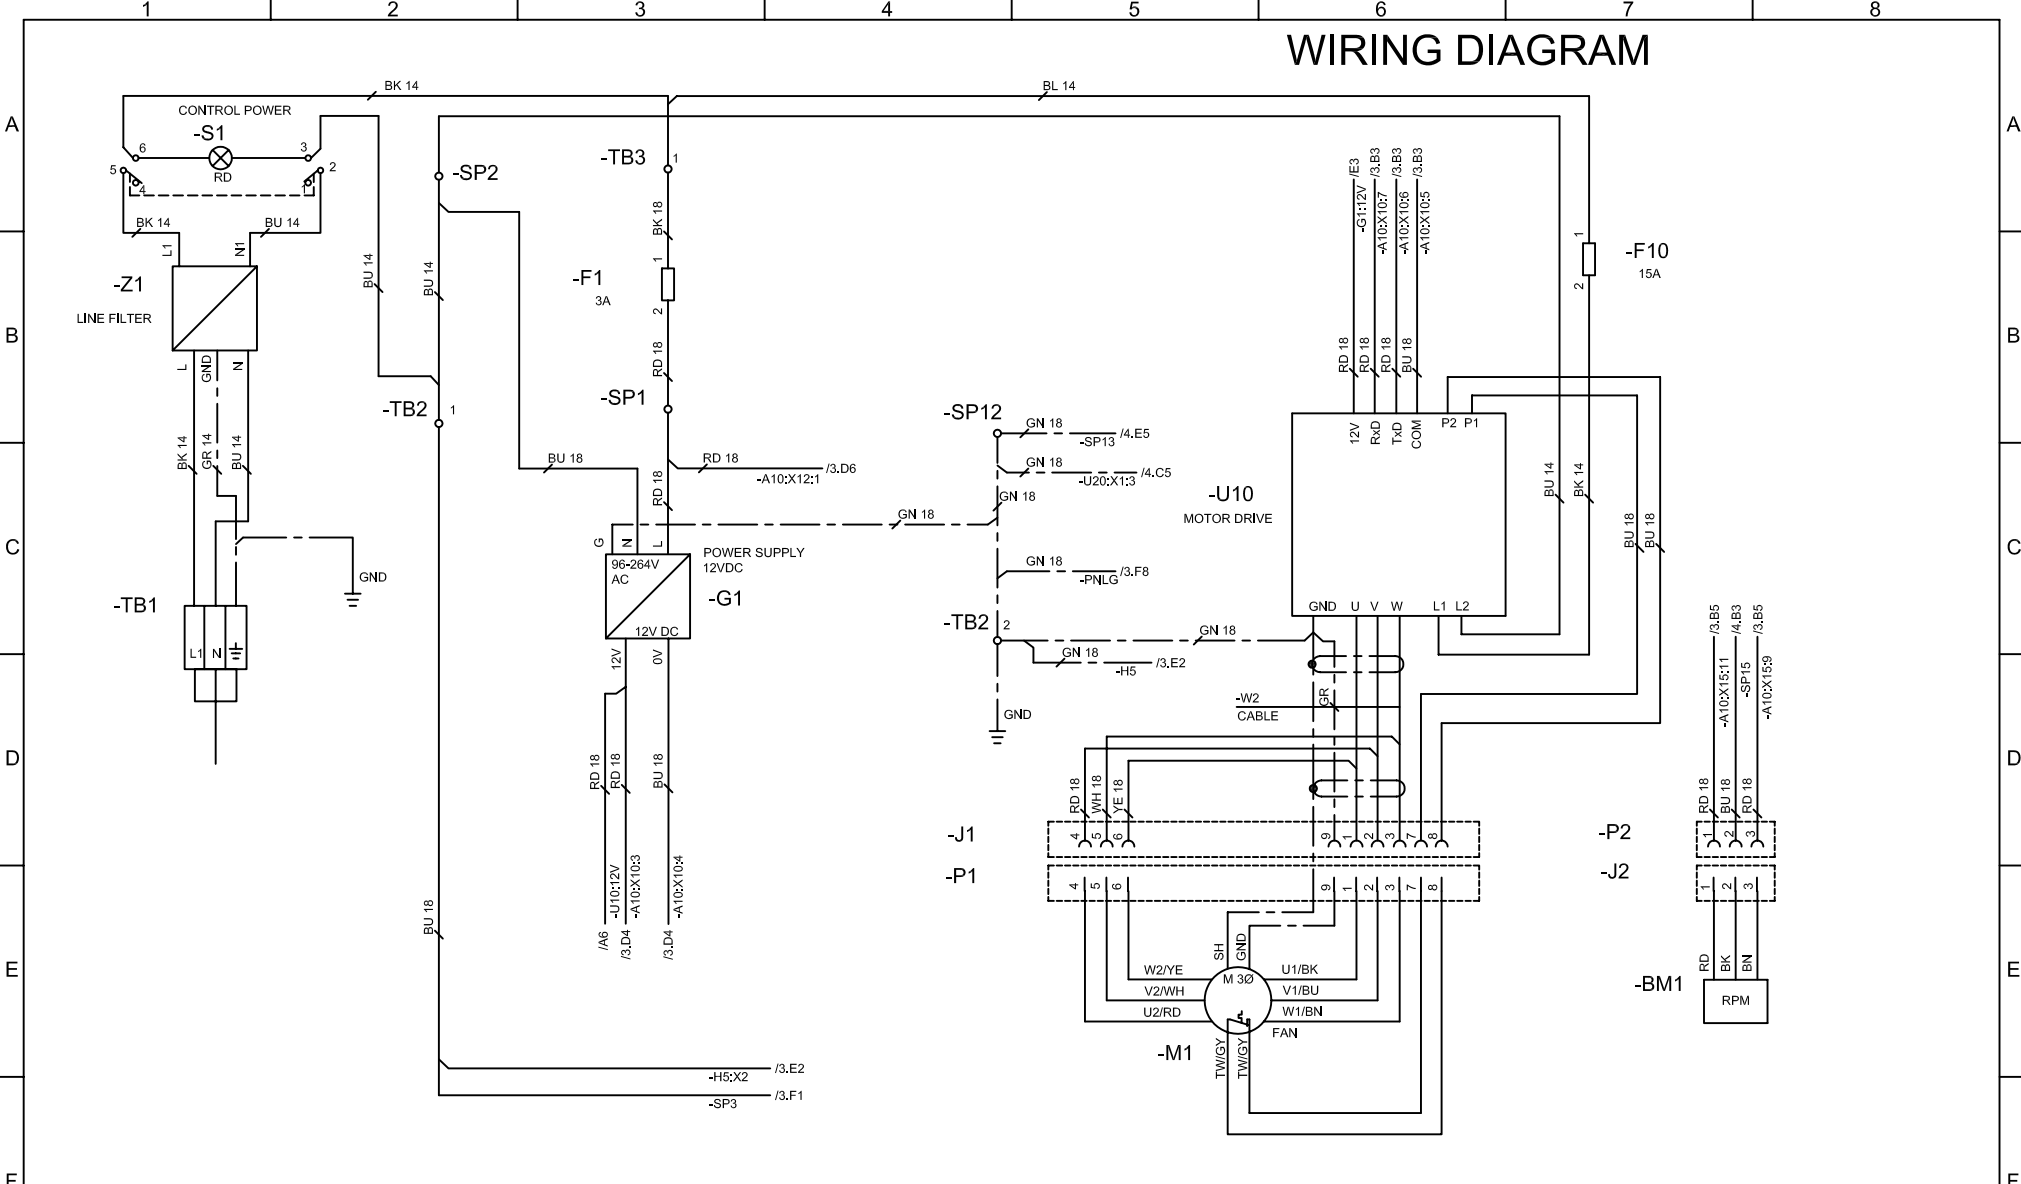 1 2 3 4 5 6 7 8
WIRING DIAGRAM
A
A
B
B
C
C
D
D
E
E
F
F
BK 14
CONTROL POWER
-S1
6
3
RD
5
2
4
1
BK 14
BU 14
L1
N1
-Z1
LINE FILTER
L
GND
N
BK 14
GR 14
BU 14
GND
-TB1
L1
N
BU 14
BU 14
-SP2
-TB2
1
BU 18
-H5:X2
/3.E2
-SP3
/3.F1
-TB3
1
BK 18
1
-F1
3A
2
RD 18
-SP1
BU 18
RD 18
/3.D6
-A10:X12:1
RD 18
G
N
L
96-264V
AC
POWER SUPPLY
12VDC
-G1
12V DC
12V
0V
RD 18
RD 18
BU 18
-U10:12V
-A10:X10:3
-A10:X10:4
/A6
/3.D4
/3.D4
BL 14
GN 18
-SP12
GN 18
/4.E5
-SP13
GN 18
/4.C5
-U20:X1:3
GN 18
GN 18
/3.F8
-PNLG
-TB2
2
GN 18
GN 18
/3.E2
-H5
GND
/E3
/3.B3
/3.B3
/3.B3
-G1:12V
-A10:X10:7
-A10:X10:6
-A10:X10:5
RD 18
RD 18
RD 18
BU 18
12V
RxD
TxD
COM
P2
P1
-U10
MOTOR DRIVE
GND
U
V
W
L1
L2
1
-F10
15A
2
BU 14
BK 14
BU 18
BU 18
-W2
CABLE
GR
RD 18
WH 18
YE 18
-J1
4
5
6
9
1
2
3
7
8
-P1
4
5
6
9
1
2
3
7
8
SH
GND
W2/YE
V2/WH
U2/RD
M 3Ø
U1/BK
V1/BU
W1/BN
FAN
-M1
TW/GY
TW/GY
/3.B5
/4.B3
/3.B5
-A10:X15:11
-SP15
-A10:X15:9
RD 18
BU 18
RD 18
-P2
1
2
3
-J2
1
2
3
RD
BK
BN
-BM1
RPM